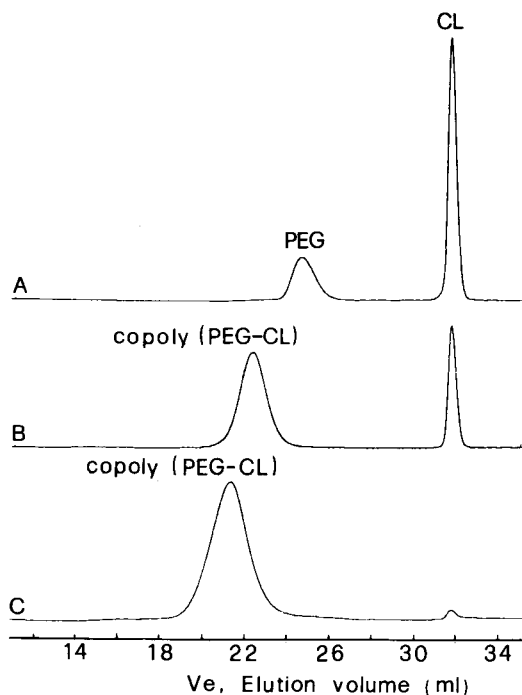 CL
PEG
A
copoly (PEG-CL)
B
copoly (PEG-CL)
C
14 18 22 26 30 34
Ve, Elution volume (ml)